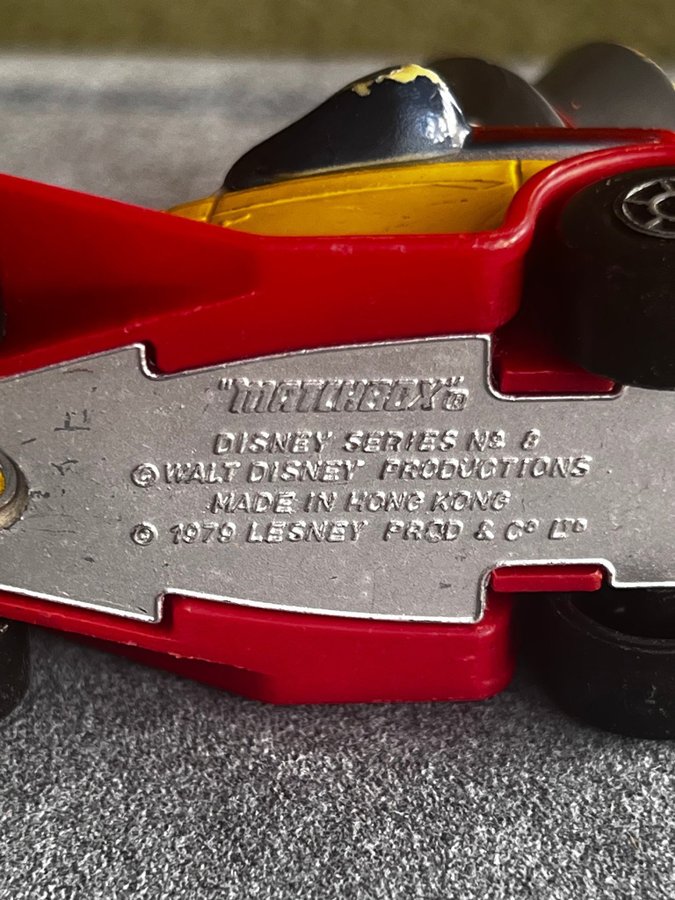 "MATCHBOX"®
DISNEY SERIES Nº 8
© WALT DISNEY PRODUCTIONS
MADE IN HONG KONG
© 1979 LESNEY PROD & Cº Lᵀᴰ